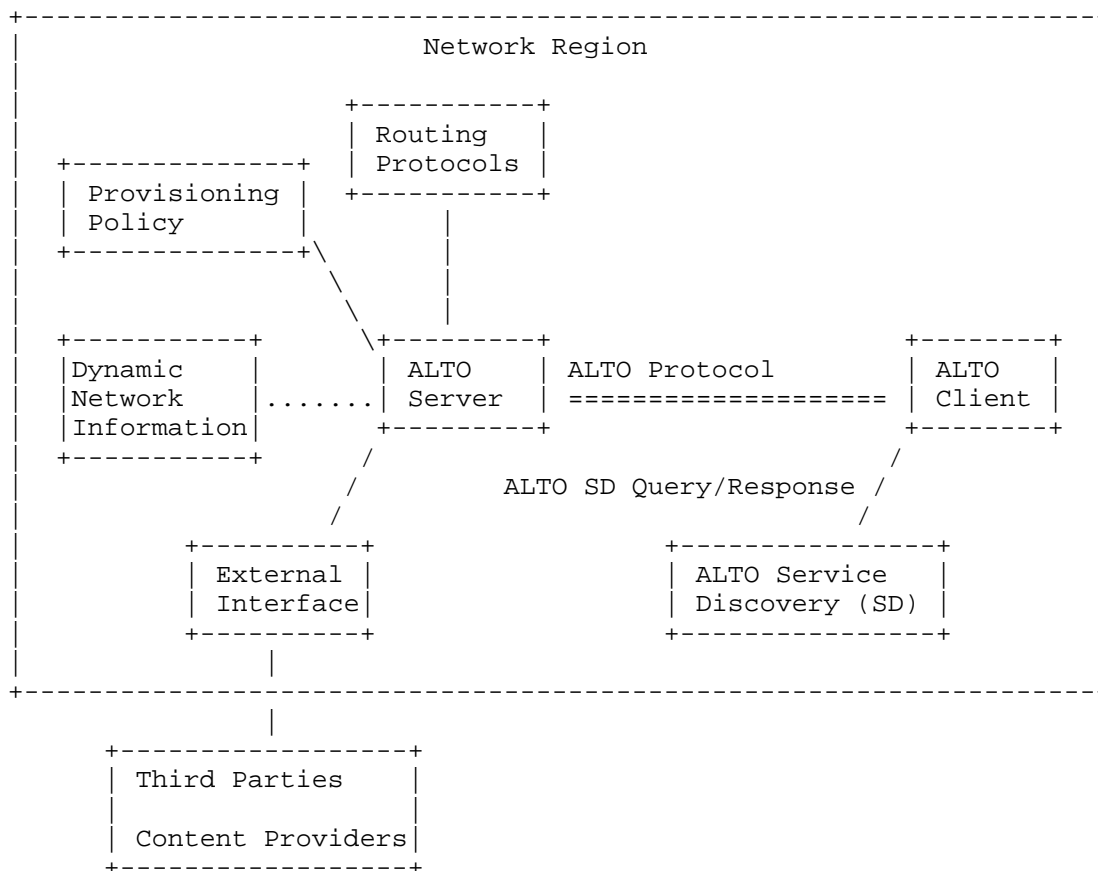 Network Region
Routing
Protocols
Provisioning
Policy
Dynamic
Network
Information
.......
ALTO
Server
ALTO Protocol
====================
ALTO
Client
ALTO SD Query/Response
External
Interface
ALTO Service
Discovery (SD)
Third Parties
Content Providers